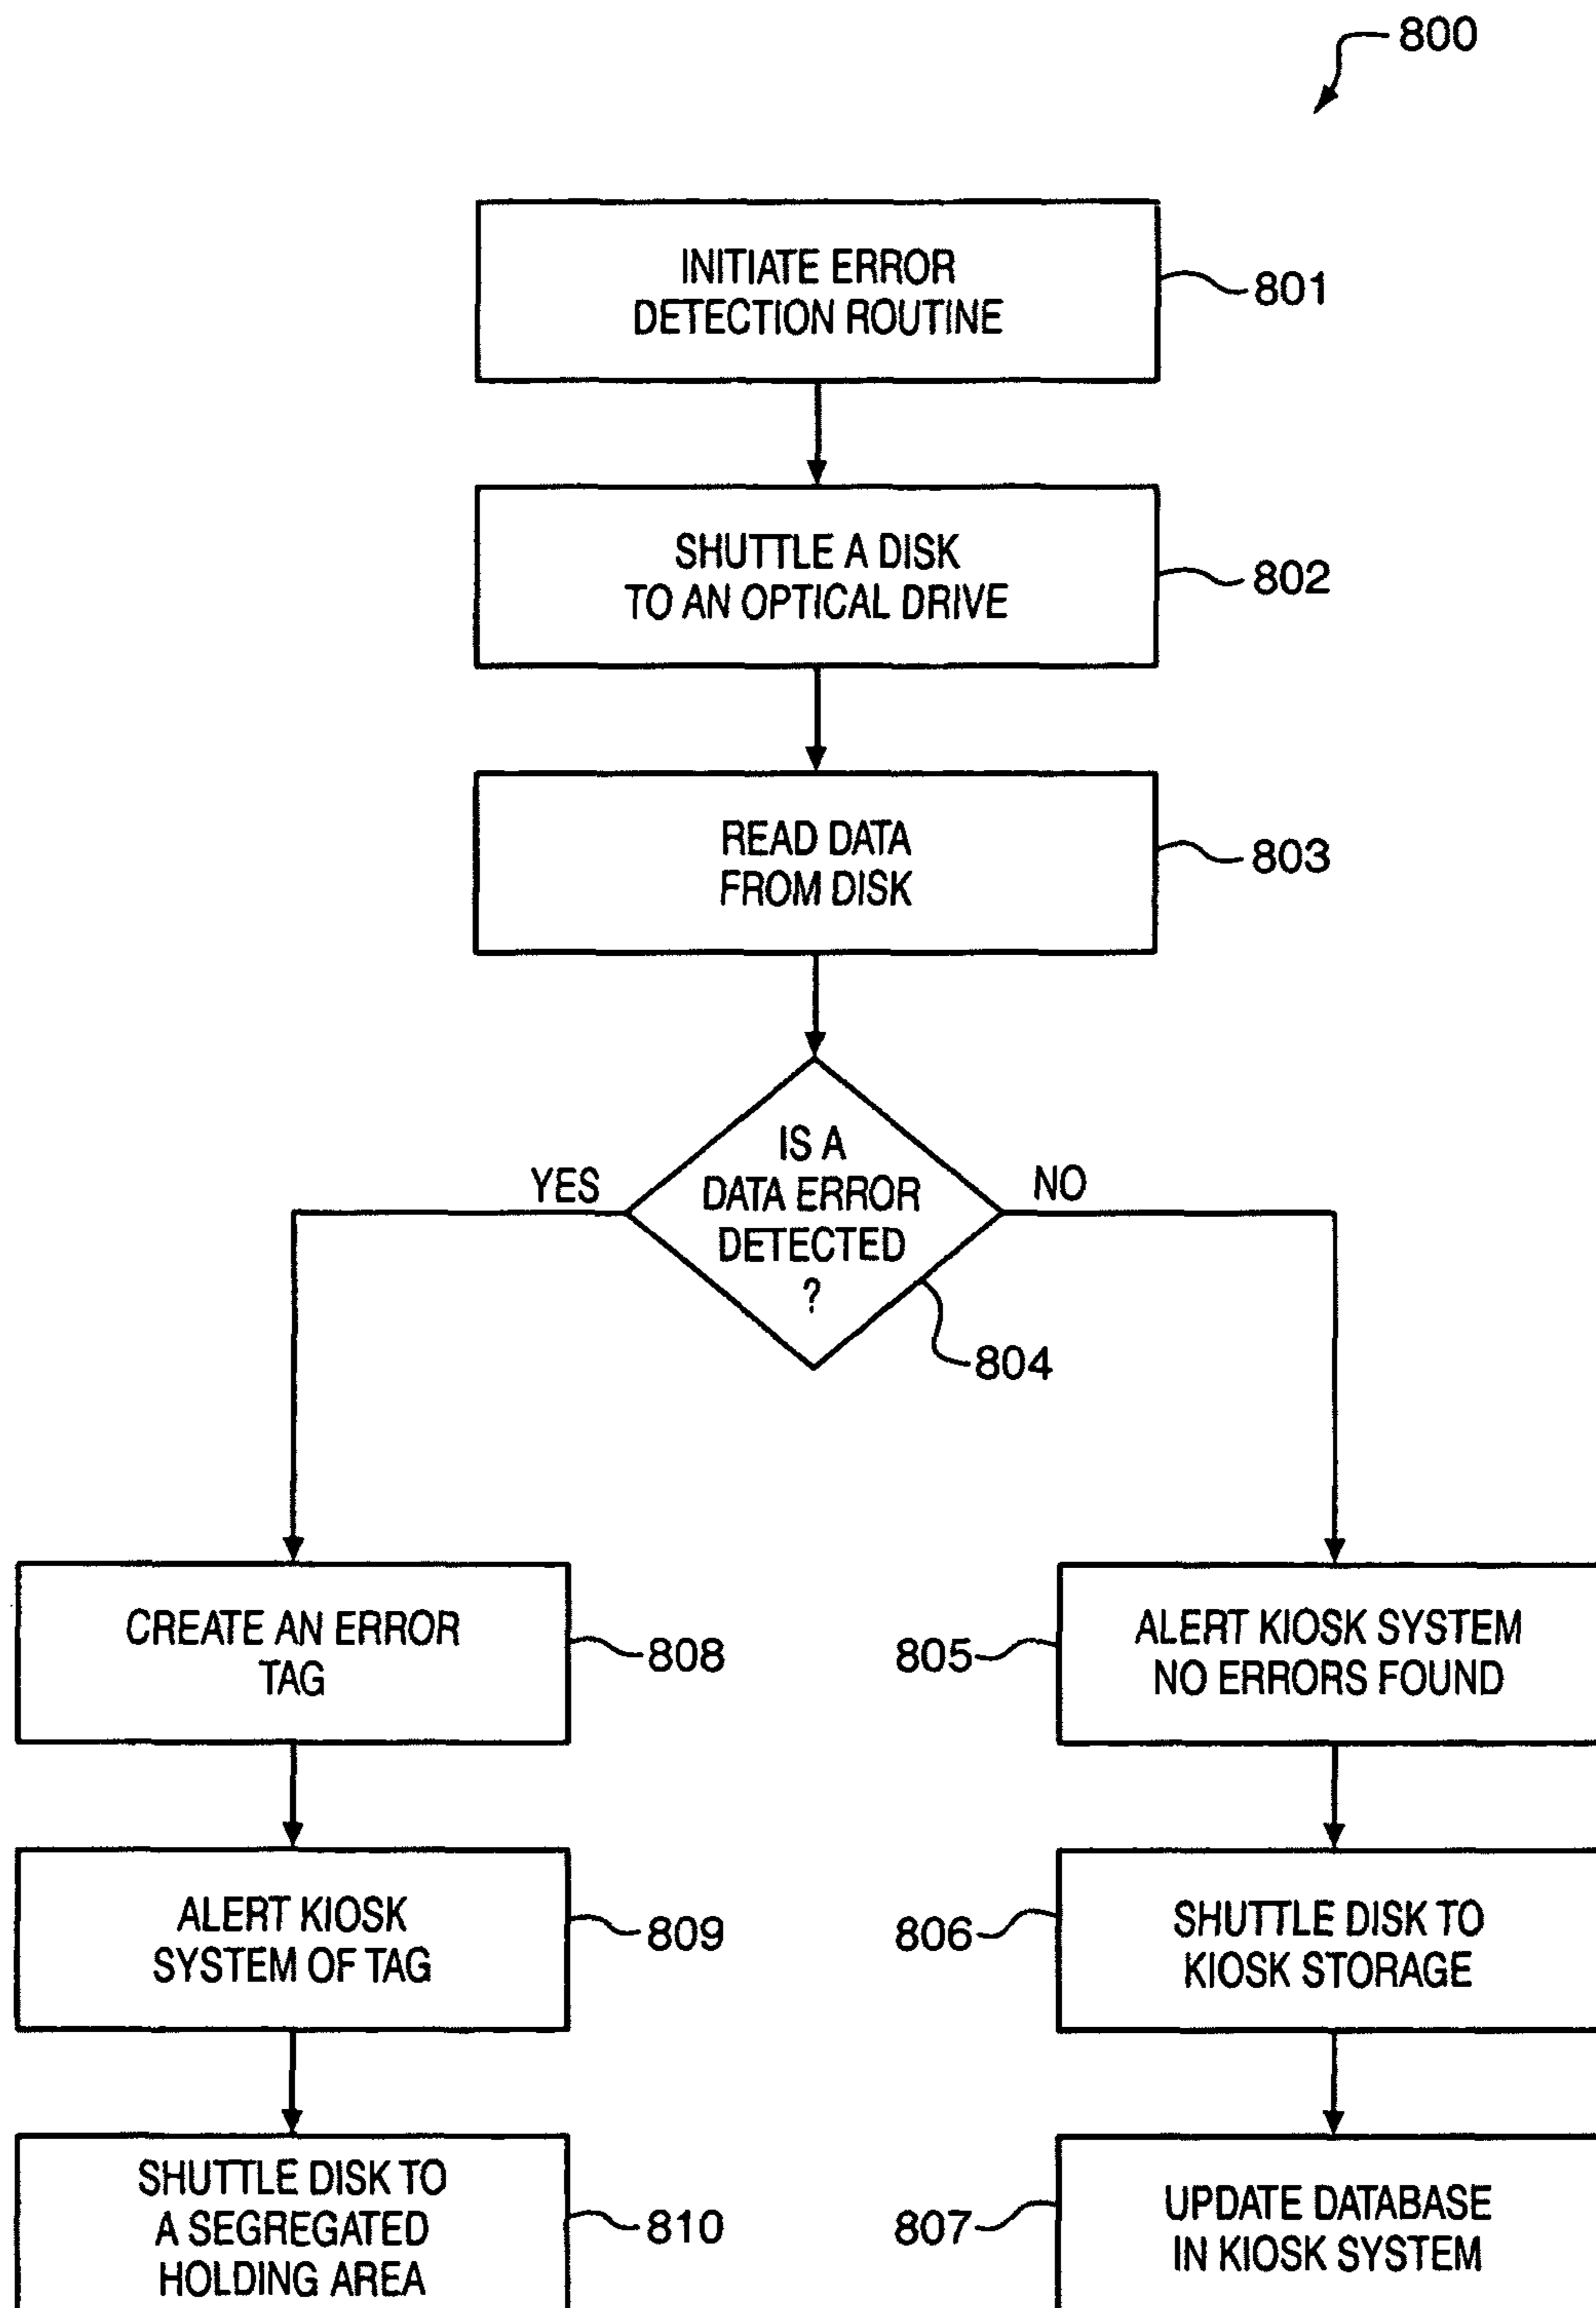 800
INITIATE ERROR
DETECTION ROUTINE
801
SHUTTLE A DISK
TO AN OPTICAL DRIVE
802
READ DATA
FROM DISK
803
IS A
DATA ERROR
DETECTED
?
YES
NO
804
CREATE AN ERROR
TAG
808
805
ALERT KIOSK SYSTEM
NO ERRORS FOUND
ALERT KIOSK
SYSTEM OF TAG
809
806
SHUTTLE DISK TO
KIOSK STORAGE
SHUTTLE DISK TO
A SEGREGATED
HOLDING AREA
810
807
UPDATE DATABASE
IN KIOSK SYSTEM